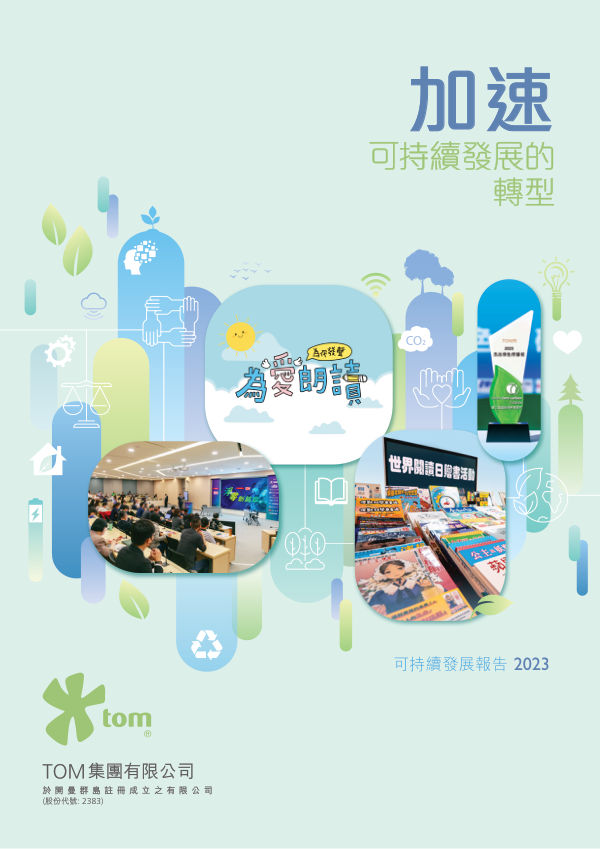 加速
可持續發展的
轉型
為你發聲
為愛朗讀
CO₂
2023
世界閱讀日贈書活動
可持續發展報告 2023
tom
®
TOM集團有限公司
於開曼群島註冊成立之有限公司
(股份代號: 2383)